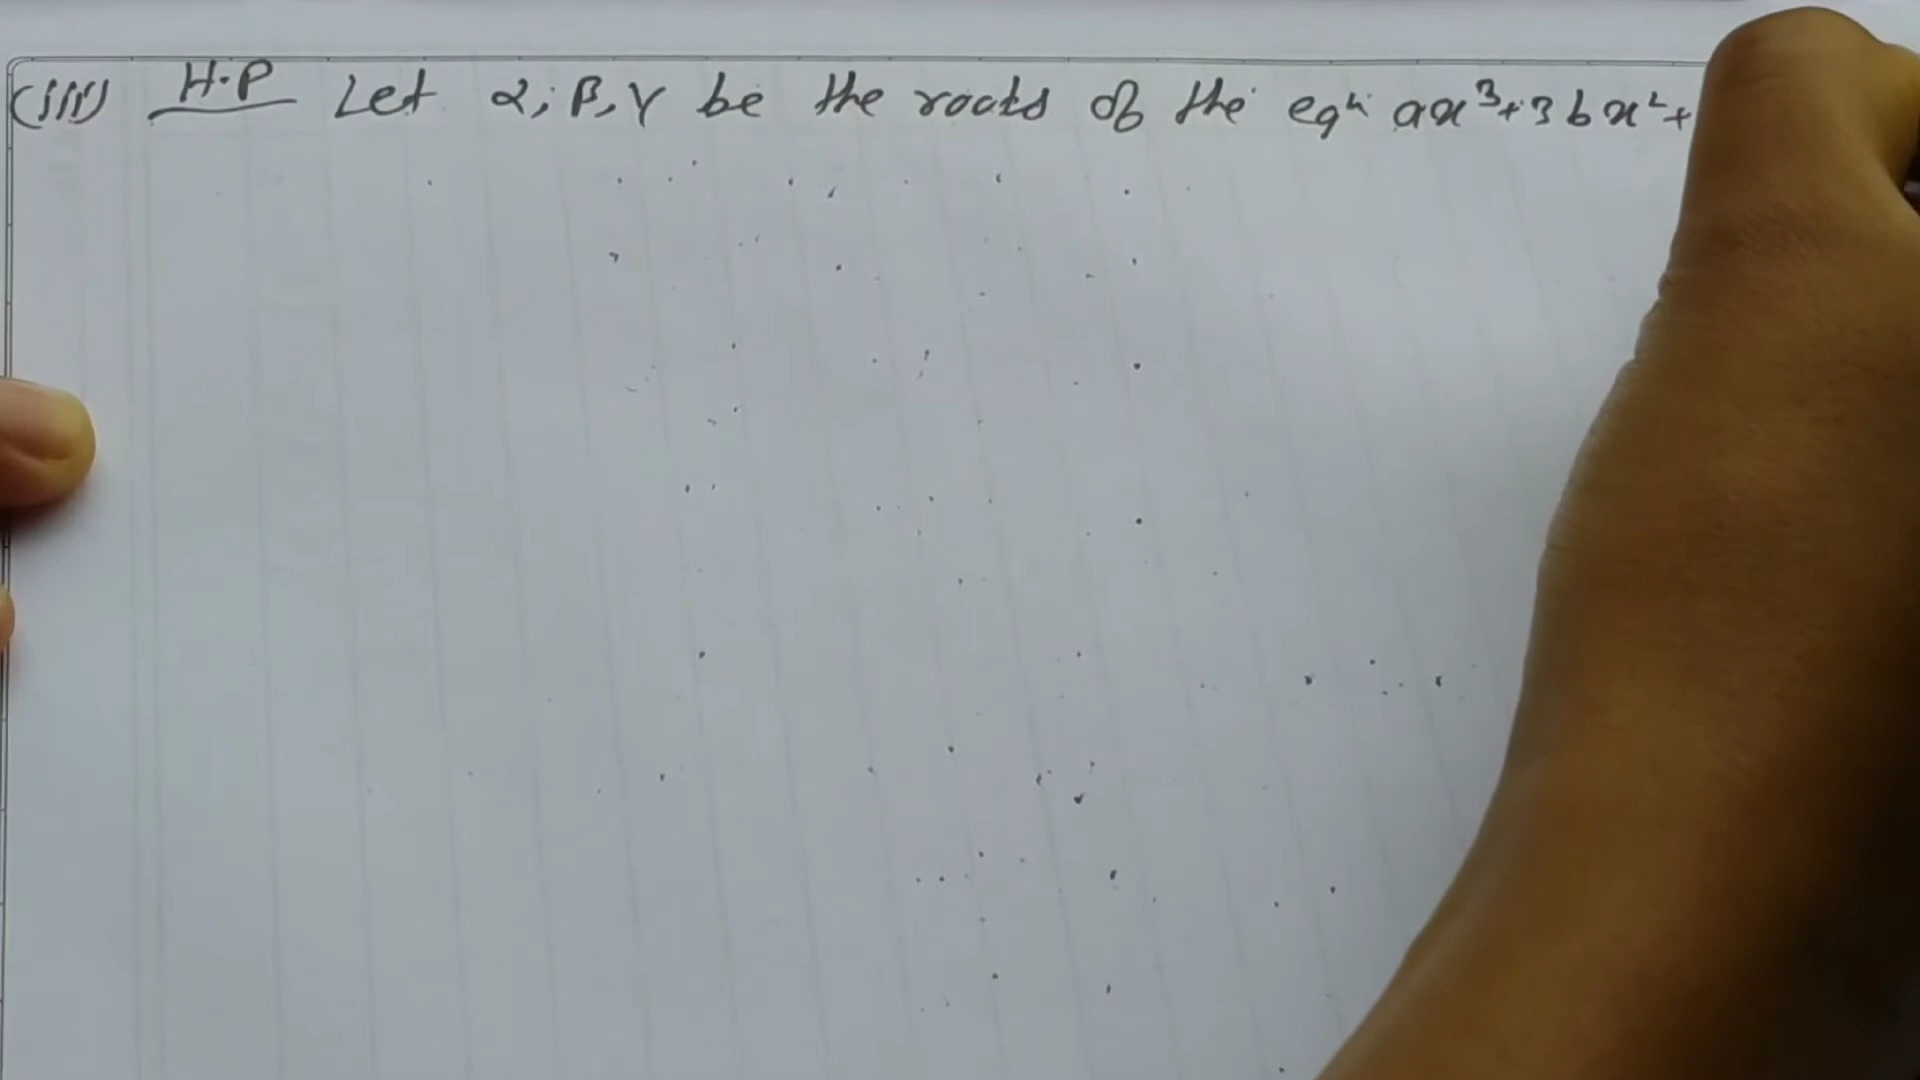 (iii) H.P Let α, β, γ be the roots of the eqⁿ ax³+3bx²+